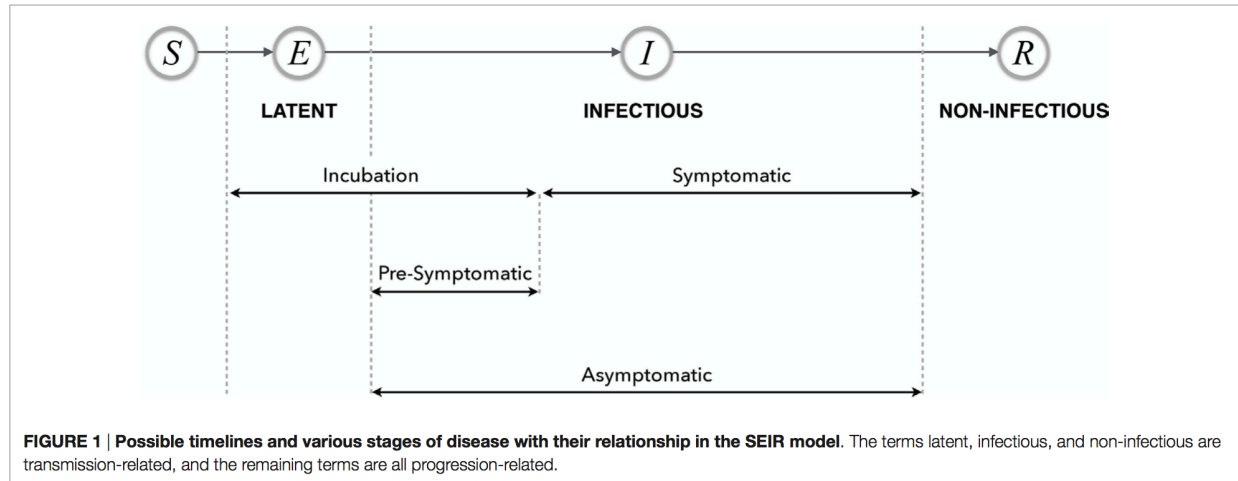 S E I R
LATENT INFECTIOUS NON-INFECTIOUS
Incubation Symptomatic
Pre-Symptomatic
Asymptomatic
FIGURE 1 | Possible timelines and various stages of disease with their relationship in the SEIR model. The terms latent, infectious, and non-infectious are
transmission-related, and the remaining terms are all progression-related.